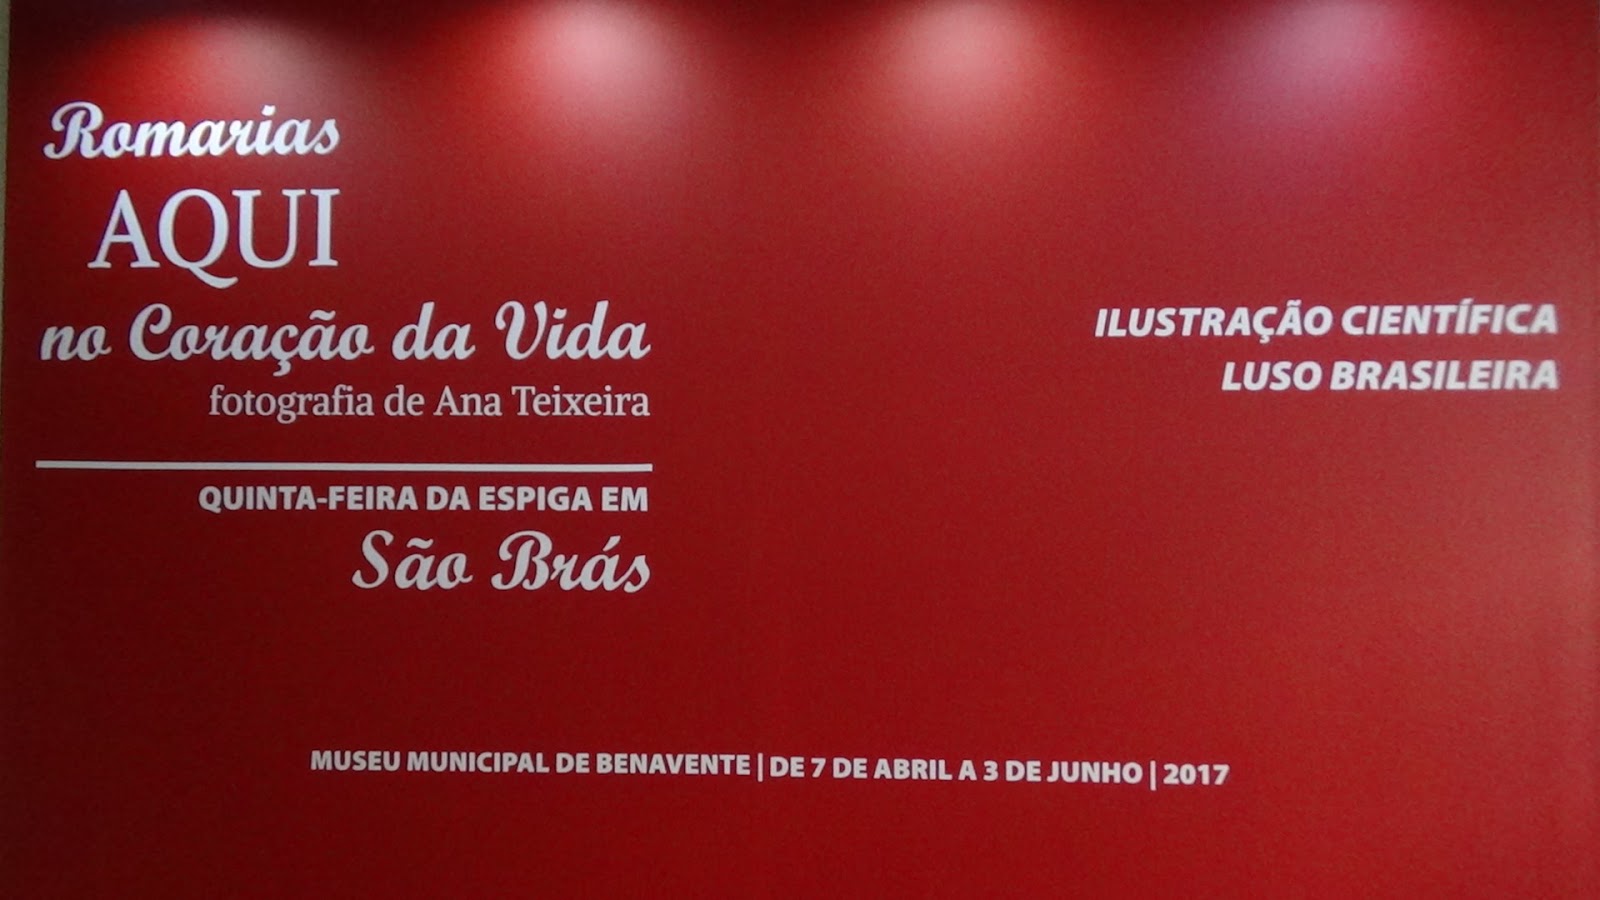 Romarias
AQUI
no Coração da Vida
fotografia de Ana Teixeira
QUINTA-FEIRA DA ESPIGA EM
São Brás
ILUSTRAÇÃO CIENTÍFICA
LUSO BRASILEIRA
MUSEU MUNICIPAL DE BENAVENTE | DE 7 DE ABRIL A 3 DE JUNHO | 2017